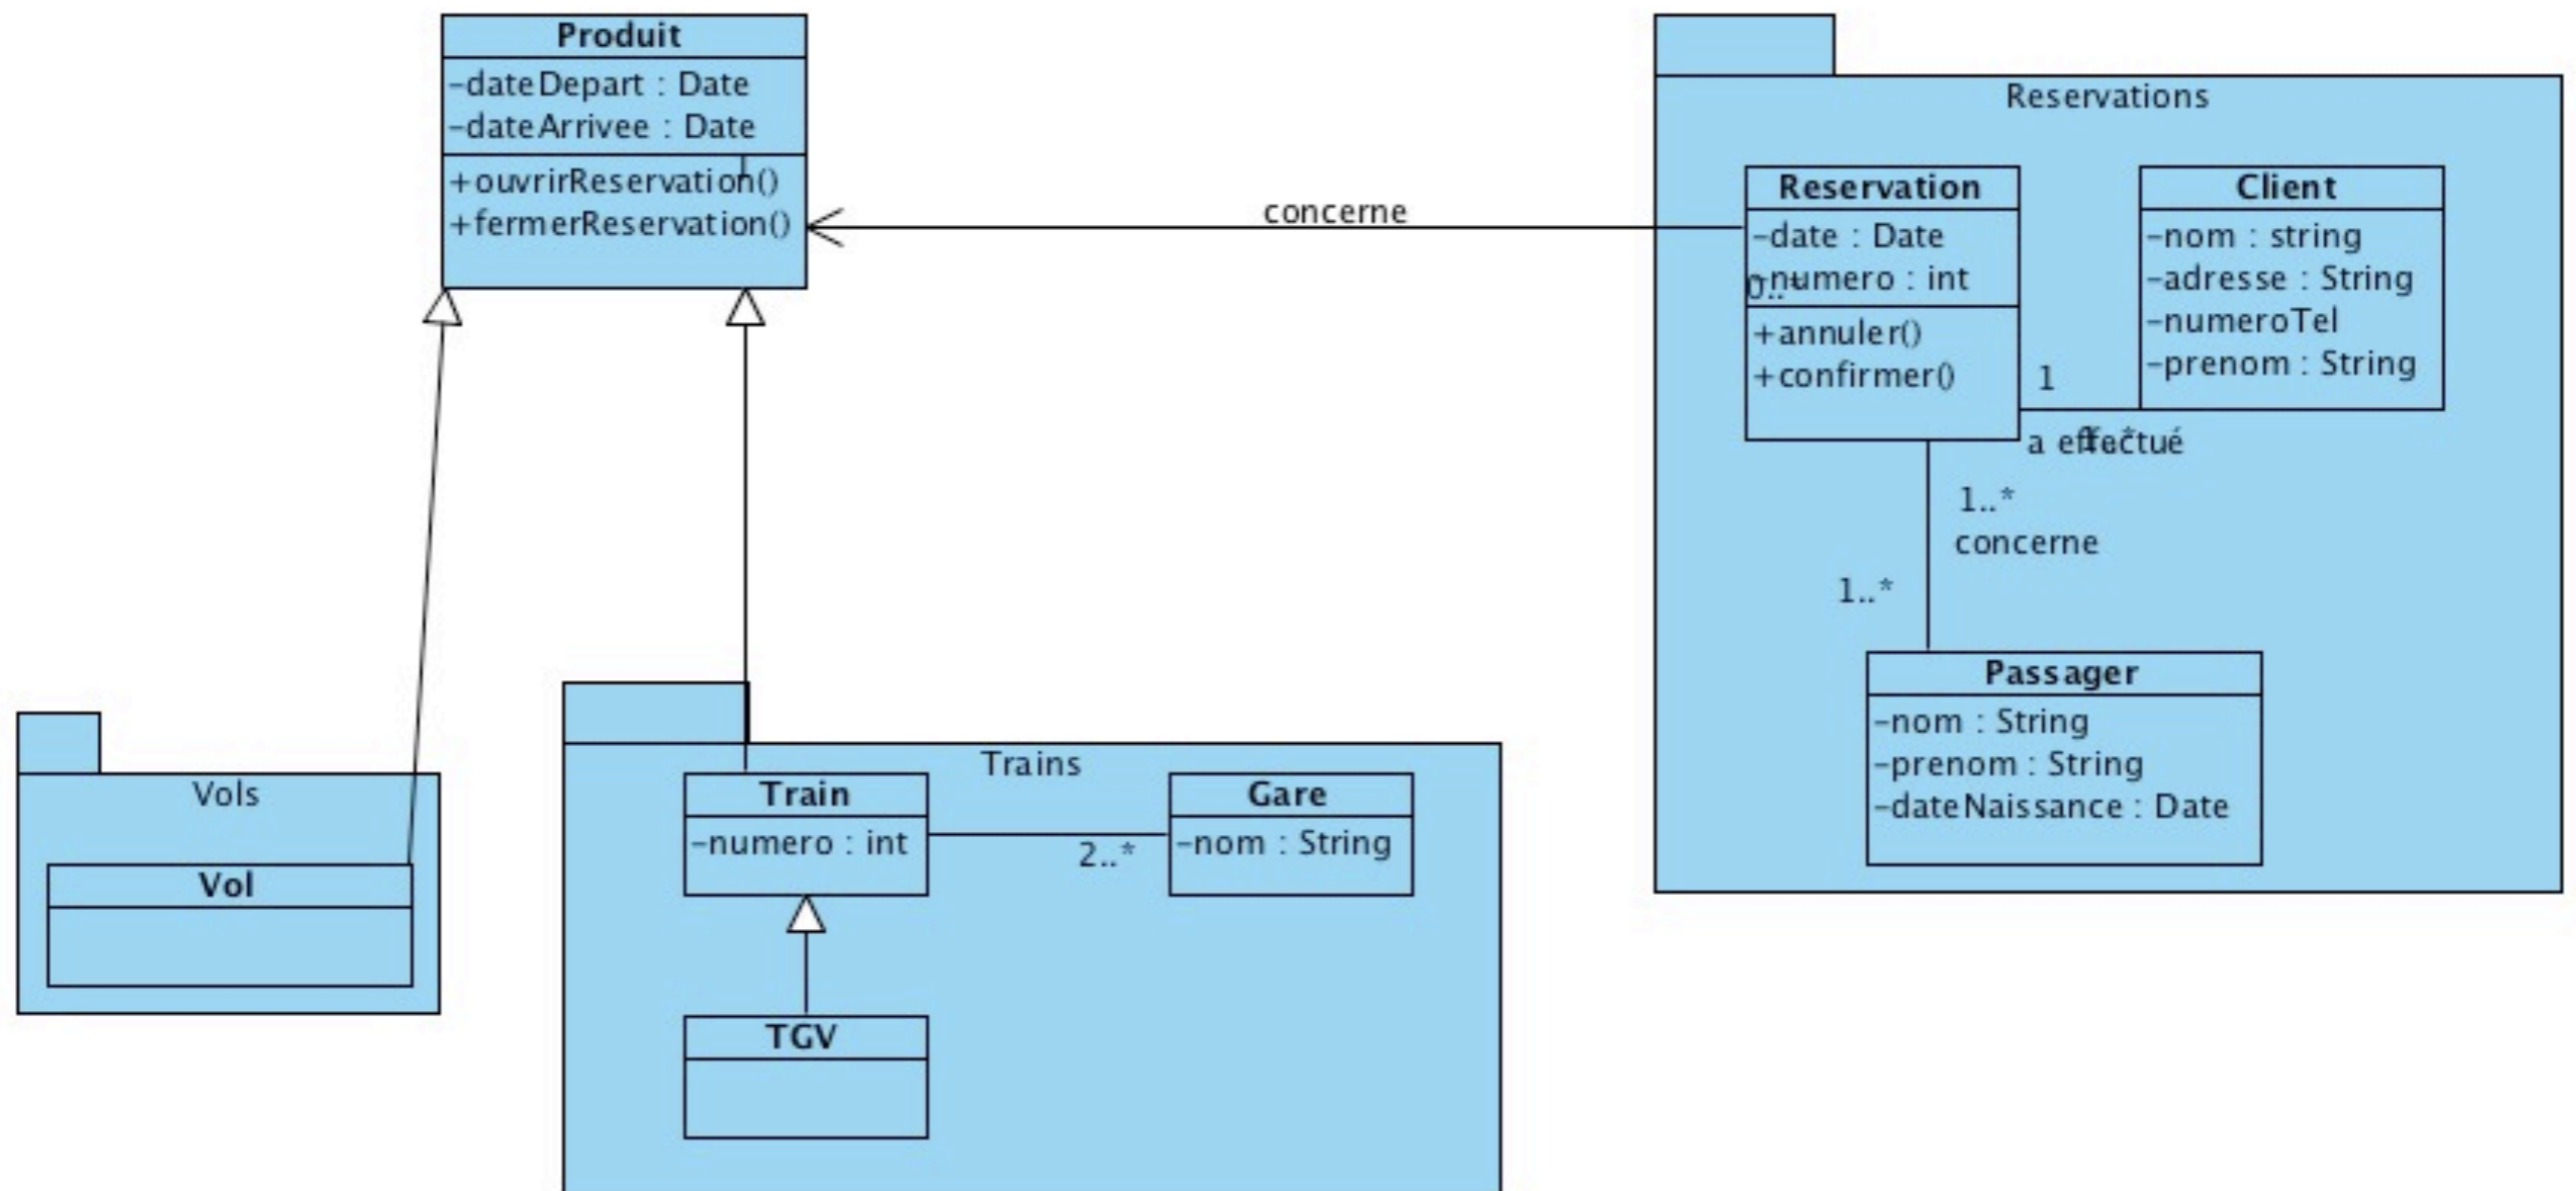 Produit
-dateDepart : Date
-dateArrivee : Date
+ouvrirReservation()
+fermerReservation()
concerne
Reservations
Reservation
-date : Date
-numero : int
0..*
+annuler()
+confirmer()
Client
-nom : string
-adresse : String
-numeroTel
-prenom : String
1
a effectué
1..*
concerne
1..*
Passager
-nom : String
-prenom : String
-dateNaissance : Date
Vols
Vol
Trains
Train
-numero : int
2..*
Gare
-nom : String
TGV